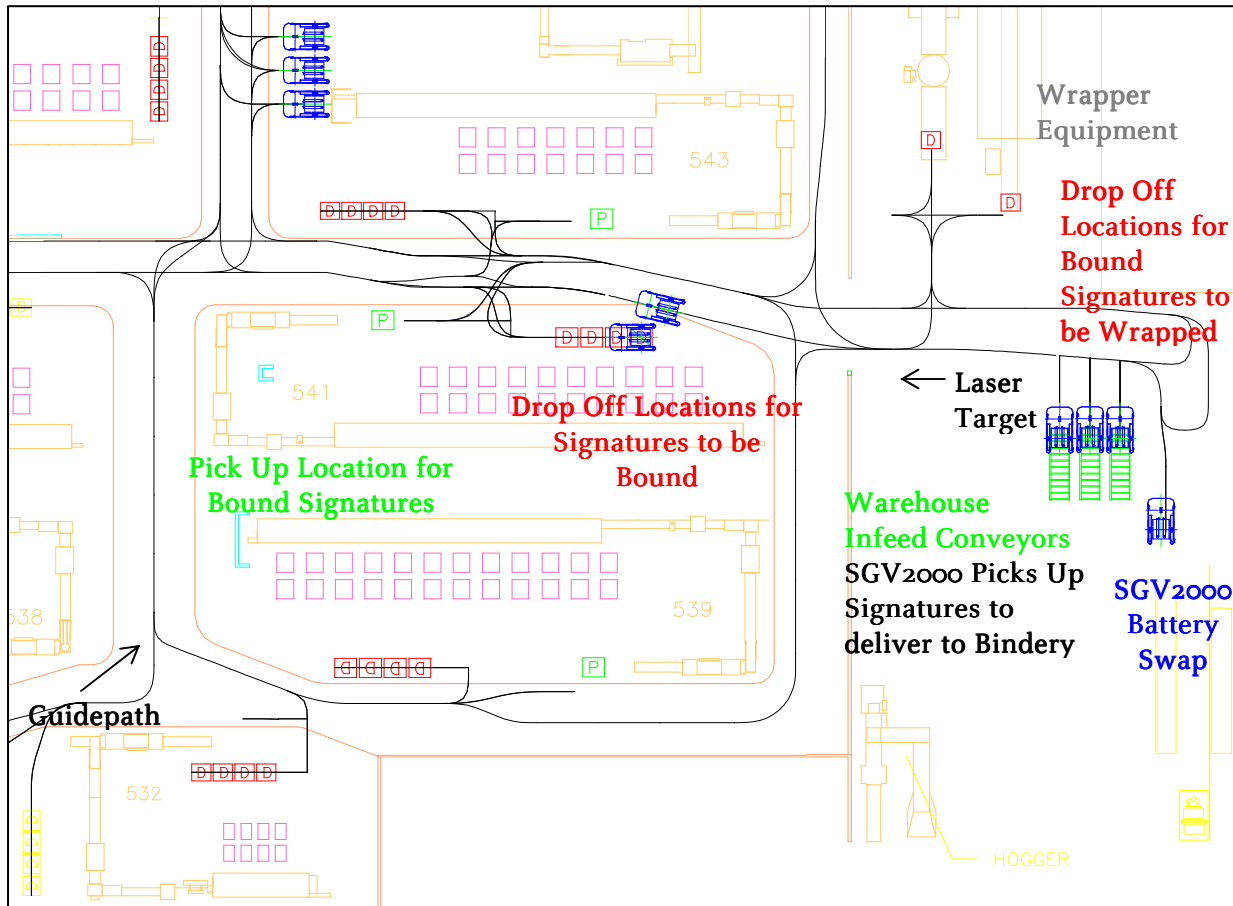 D
D
D
D
Wrapper
Equipment
D
543
Drop Off
Locations for
Bound
Signatures to
be Wrapped
D
D D D D
P
D
P
D D D D
541
Laser
Target
Drop Off Locations for
Signatures to be
Bound
Pick Up Location for
Bound Signatures
Warehouse
Infeed Conveyors
SGV2000 Picks Up
Signatures to
deliver to Bindery
SGV2000
Battery
Swap
538
539
D D D D
P
Guidepath
D D D D
532
D
D
D
D
HOGGER